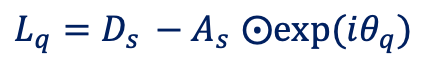 L_q = D_s − A_s ⊙exp(iθ_q)